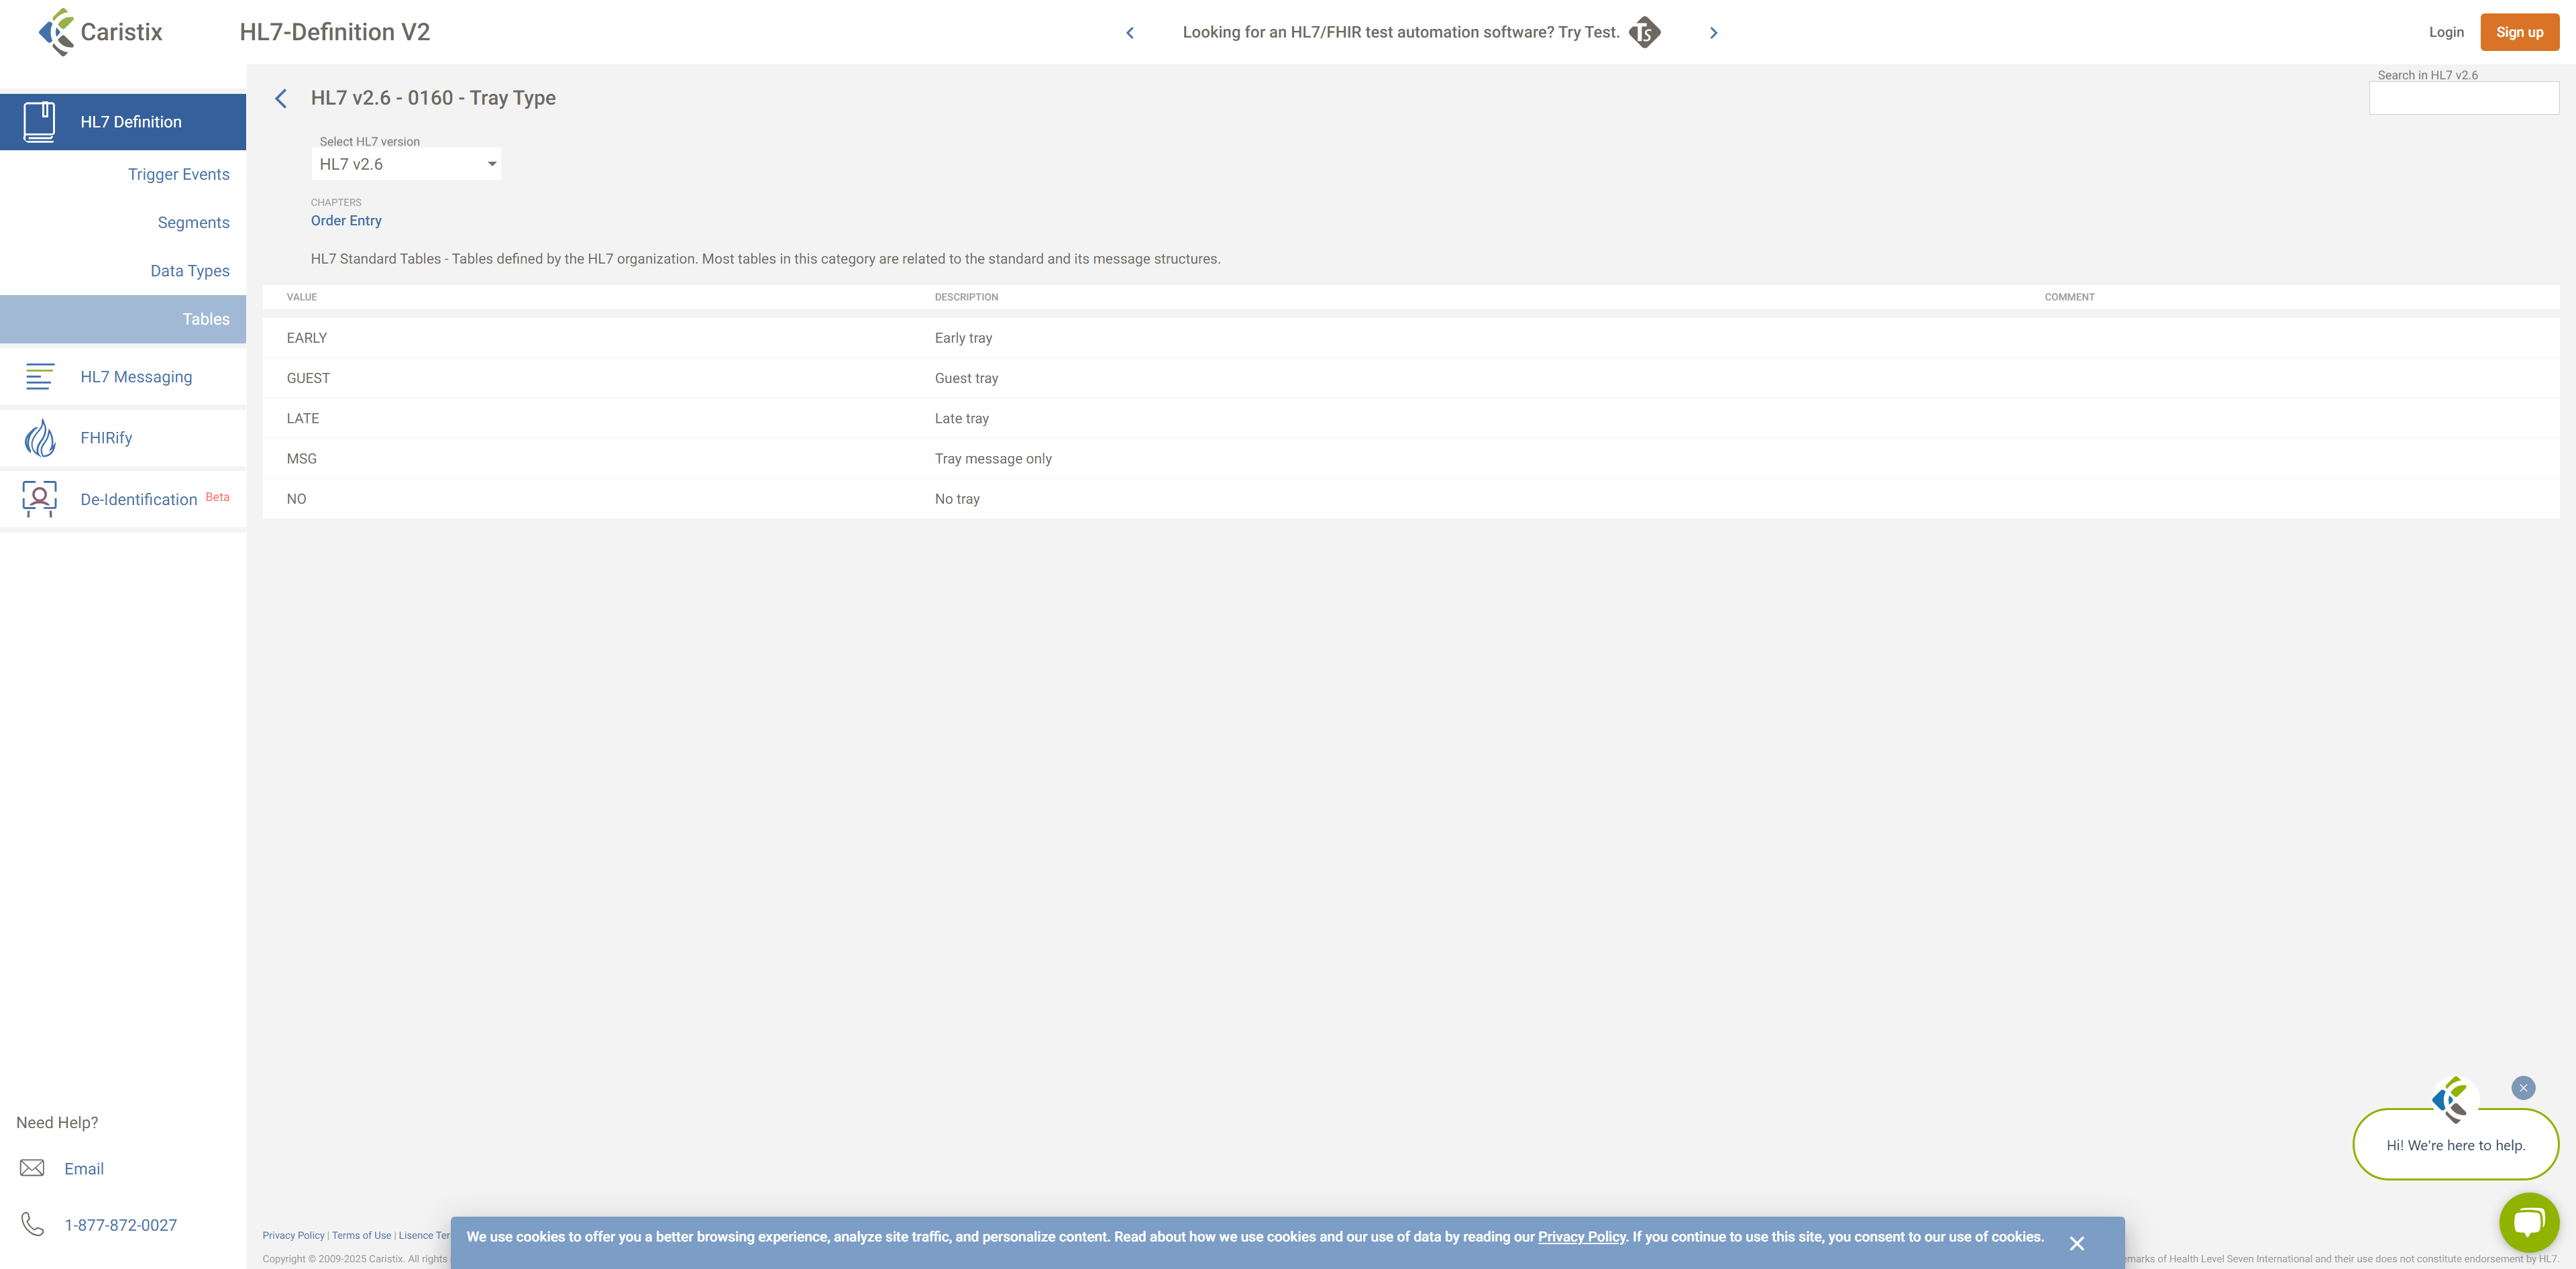 Caristix
HL7-Definition V2
Looking for an HL7/FHIR test automation software? Try Test.
Ts
Login
Sign up
HL7 Definition
Trigger Events
Segments
Data Types
Tables
HL7 Messaging
FHIRify
De-Identification Beta
Need Help?
Email
1-877-872-0027
HL7 v2.6 - 0160 - Tray Type
Search in HL7 v2.6
Select HL7 version
HL7 v2.6
CHAPTERS
Order Entry
HL7 Standard Tables - Tables defined by the HL7 organization. Most tables in this category are related to the standard and its message structures.
VALUE DESCRIPTION COMMENT
EARLY Early tray
GUEST Guest tray
LATE Late tray
MSG Tray message only
NO No tray
Hi! We're here to help.
Privacy Policy | Terms of Use | Lisence Ter
We use cookies to offer you a better browsing experience, analyze site traffic, and personalize content. Read about how we use cookies and our use of data by reading our Privacy Policy. If you continue to use this site, you consent to our use of cookies.
Copyright © 2009-2025 Caristix. All rights
emarks of Health Level Seven International and their use does not constitute endorsement by HL7.